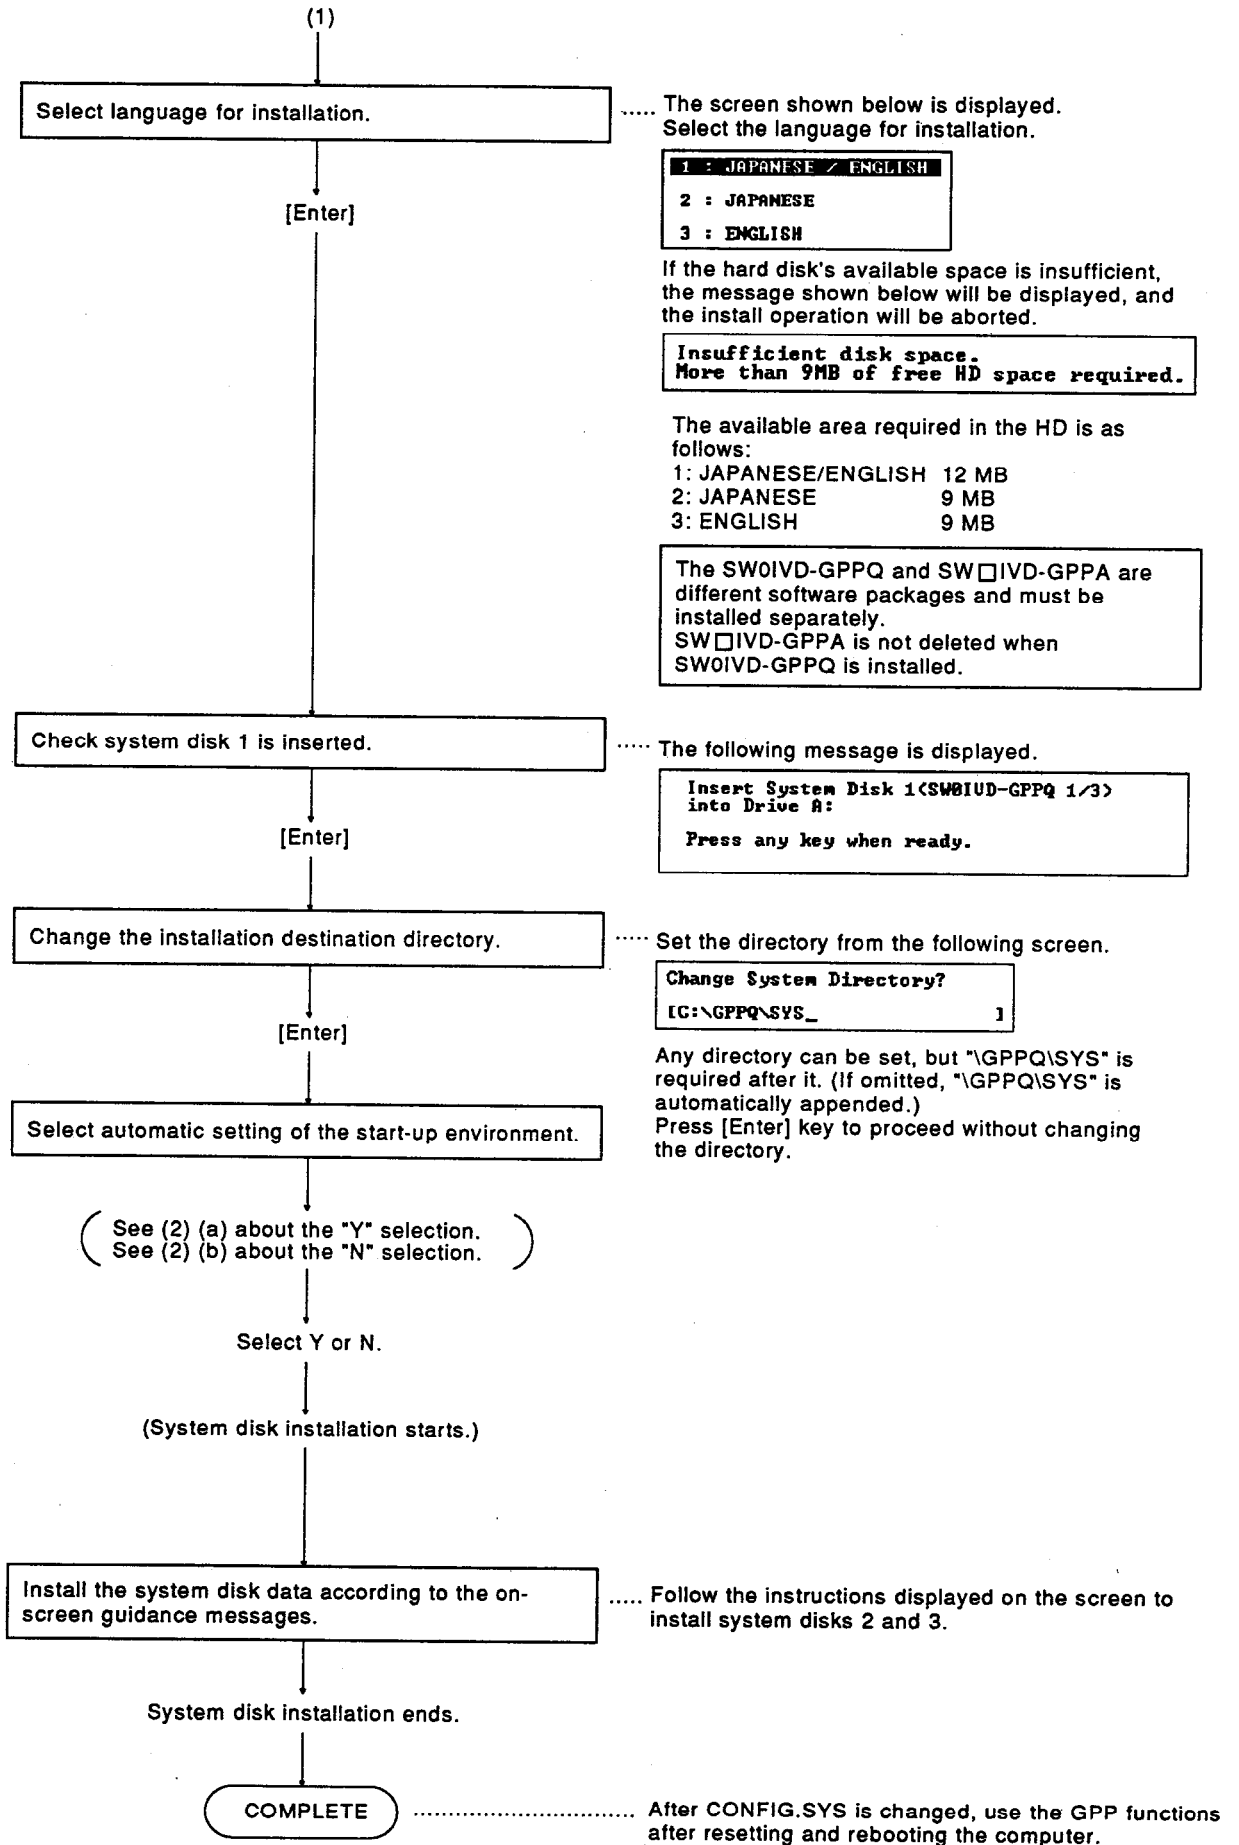 (1)
Select language for installation.
..... The screen shown below is displayed.
Select the language for installation.
1 : JAPANESE / ENGLISH
2 : JAPANESE
3 : ENGLISH
[Enter]
If the hard disk's available space is insufficient,
the message shown below will be displayed, and
the install operation will be aborted.
Insufficient disk space.
More than 9MB of free HD space required.
The available area required in the HD is as
follows:
1: JAPANESE/ENGLISH 12 MB
2: JAPANESE 9 MB
3: ENGLISH 9 MB
The SW0IVD-GPPQ and SW□IVD-GPPA are
different software packages and must be
installed separately.
SW□IVD-GPPA is not deleted when
SW0IVD-GPPQ is installed.
Check system disk 1 is inserted.
..... The following message is displayed.
Insert System Disk 1<SW0IVD-GPPQ 1/3>
into Drive A:
Press any key when ready.
[Enter]
Change the installation destination directory.
..... Set the directory from the following screen.
Change System Directory?
[C:\GPPQ\SYS_ ]
[Enter]
Any directory can be set, but "\GPPQ\SYS" is
required after it. (If omitted, "\GPPQ\SYS" is
automatically appended.)
Press [Enter] key to proceed without changing
the directory.
Select automatic setting of the start-up environment.
See (2) (a) about the "Y" selection.
See (2) (b) about the "N" selection.
Select Y or N.
(System disk installation starts.)
Install the system disk data according to the on-
screen guidance messages.
..... Follow the instructions displayed on the screen to
install system disks 2 and 3.
System disk installation ends.
COMPLETE
.............................. After CONFIG.SYS is changed, use the GPP functions
after resetting and rebooting the computer.